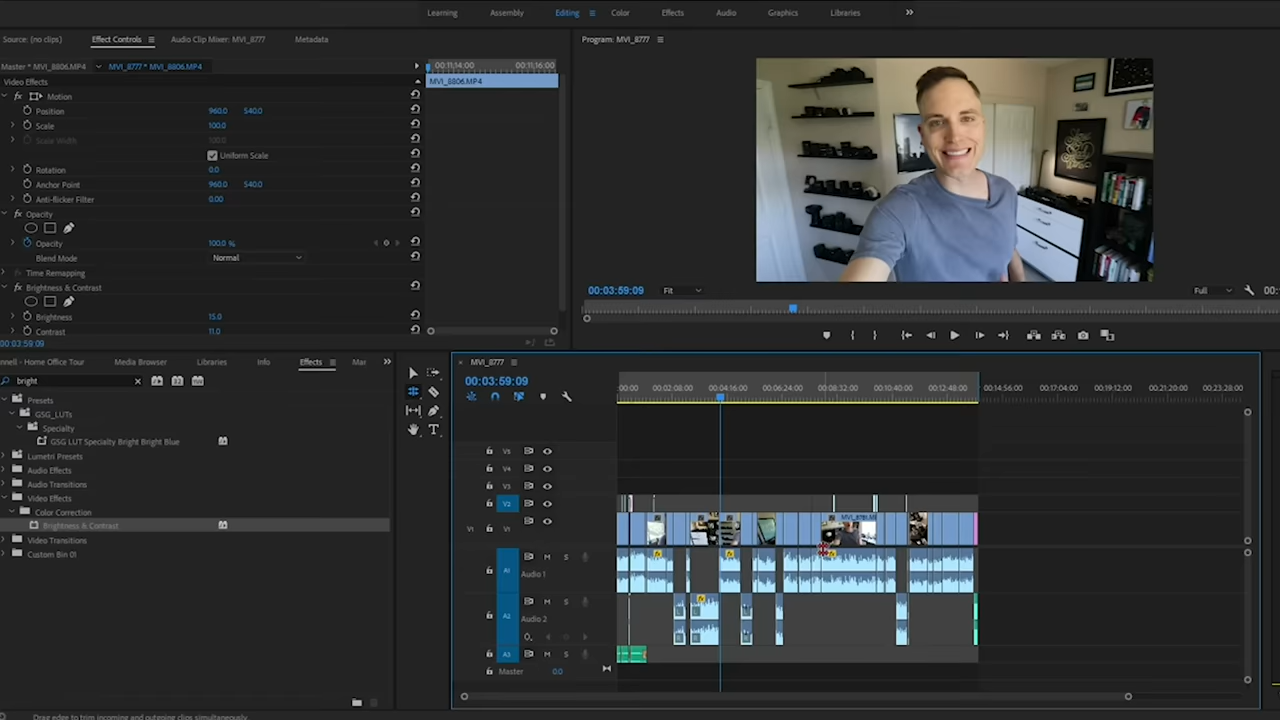 Learning Assembly Editing Color Effects Audio Graphics Libraries
Source: (no clips) Effect Controls Audio Clip Mixer: MVI_8777 Metadata
Program: MVI_8777
Master * MVI_8806.MP4 MVI_8777 * MVI_8806.MP4
00:11;14:00 00:11;16:00
Video Effects
MVI_8806.MP4
fx Motion
Position 960.0 540.0
Scale 100.0
Scale Width 100.0
Uniform Scale
Rotation 0.0
Anchor Point 960.0 540.0
Anti-flicker Filter 0.00
fx Opacity
Opacity 100.0 %
Blend Mode Normal
Time Remapping
fx Brightness & Contrast
Brightness 15.0
Contrast 11.0
00:03:59:09
00:03:59:09 Fit Full 00:1
nnell - Home Office Tour Media Browser Libraries Info Effects Mar
bright
Presets
GSG_LUTs
Specialty
GSG LUT Specialty Bright Bright Blue
Lumetri Presets
Audio Effects
Audio Transitions
Video Effects
Color Correction
Brightness & Contrast
Video Transitions
Custom Bin 01
× MVI_8777
00:03:59:09
:00:00 00:02:08:00 00:04:16:00 00:06:24:00 00:08:32:00 00:10:40:00 00:12:48:00 00:14:56:00 00:17:04:00 00:19:12:00 00:21:20:00 00:23:28:00
V5
V4
V3
V2
V1 V1
A1 M S
Audio 1
A2 M S
Audio 2
A3 M S
Master 0.0
Drag edge to trim incoming and outgoing clips simultaneously.